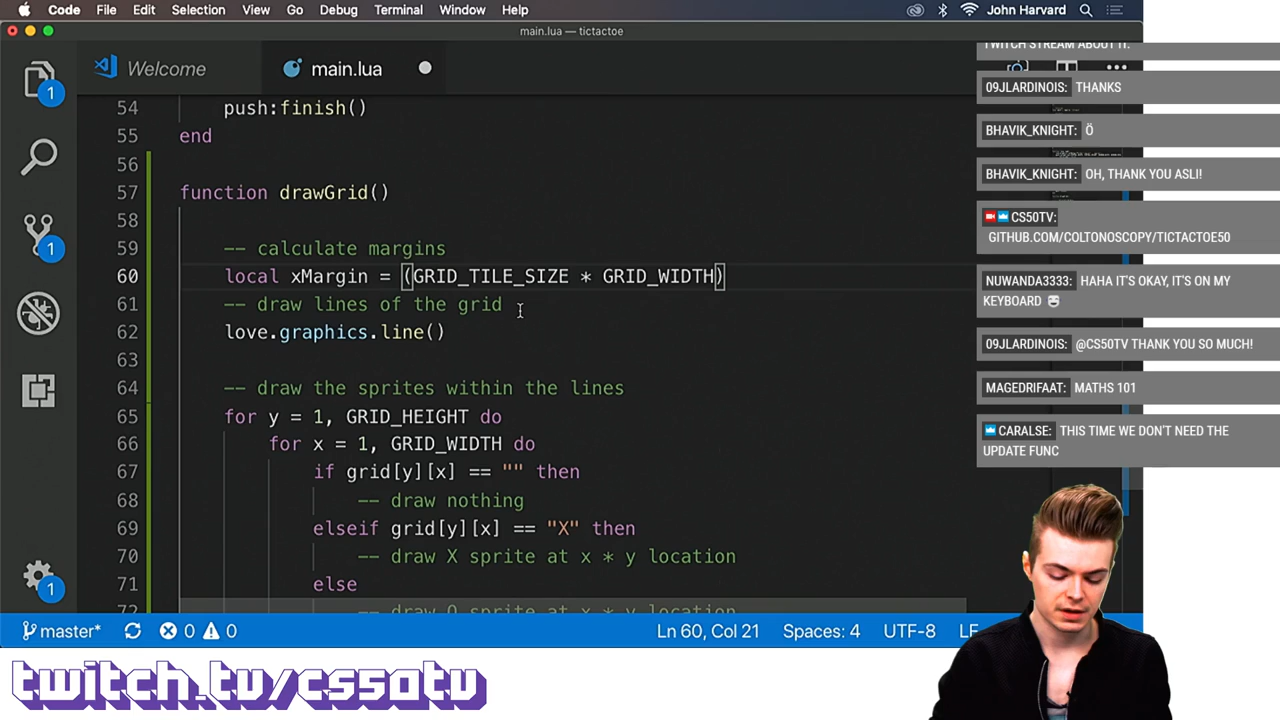 Code File Edit Selection View Go Debug Terminal Window Help John Harvard
main.lua — tictactoe
Welcome main.lua
54 push:finish()
55 end
56
57 function drawGrid()
58
59 -- calculate margins
60 local xMargin = (GRID_TILE_SIZE * GRID_WIDTH)
61 -- draw lines of the grid
62 love.graphics.line()
63
64 -- draw the sprites within the lines
65 for y = 1, GRID_HEIGHT do
66 for x = 1, GRID_WIDTH do
67 if grid[y][x] == "" then
68 -- draw nothing
69 elseif grid[y][x] == "X" then
70 -- draw X sprite at x * y location
71 else
72 -- draw O sprite at x * y location
1
1
1
master* 0 0 Ln 60, Col 21 Spaces: 4 UTF-8 LF
TWITCH STREAM ABOUT IT.
09JLARDINOIS: THANKS
BHAVIK_KNIGHT: Ö
BHAVIK_KNIGHT: OH, THANK YOU ASLI!
CS50TV:
GITHUB.COM/COLTONOSCOPY/TICTACTOE50
NUWANDA3333: HAHA IT'S OKAY, IT'S ON MY
KEYBOARD
09JLARDINOIS: @CS50TV THANK YOU SO MUCH!
MAGEDRIFAAT: MATHS 101
CARALSE: THIS TIME WE DON'T NEED THE
UPDATE FUNC
twitch.tv/cs50tv